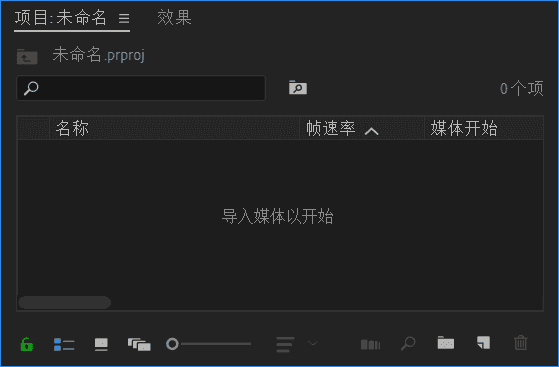 项目: 未命名 效果
未命名.prproj
0 个项
名称 帧速率 媒体开始
导入媒体以开始